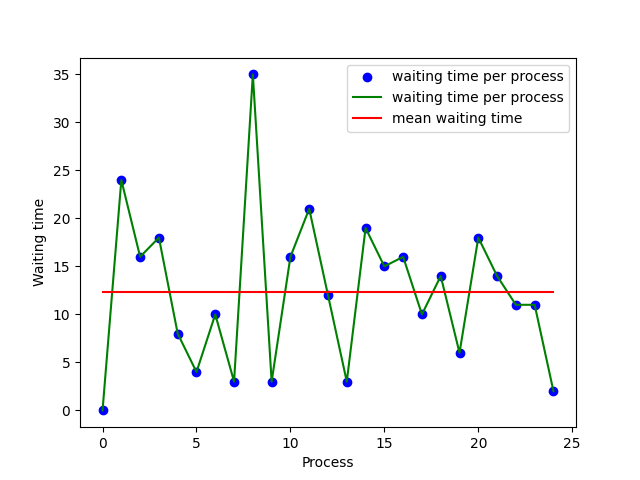 waiting time per process
waiting time per process
mean waiting time
35
30
25
20
15
10
5
0
Waiting time
0 5 10 15 20 25
Process